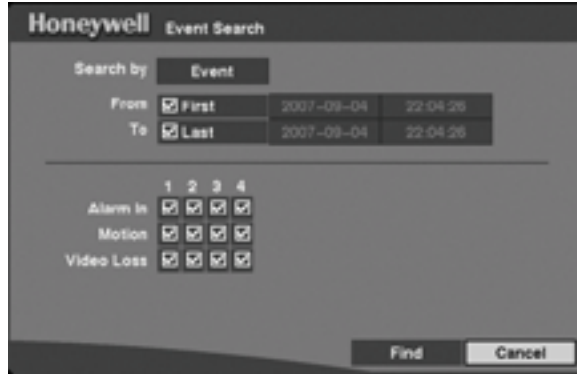 Honeywell Event Search
Search by Event
From First 2007-09-04 22:04:26
To Last 2007-09-04 22:04:26
1 2 3 4
Alarm In
Motion
Video Loss
Find Cancel